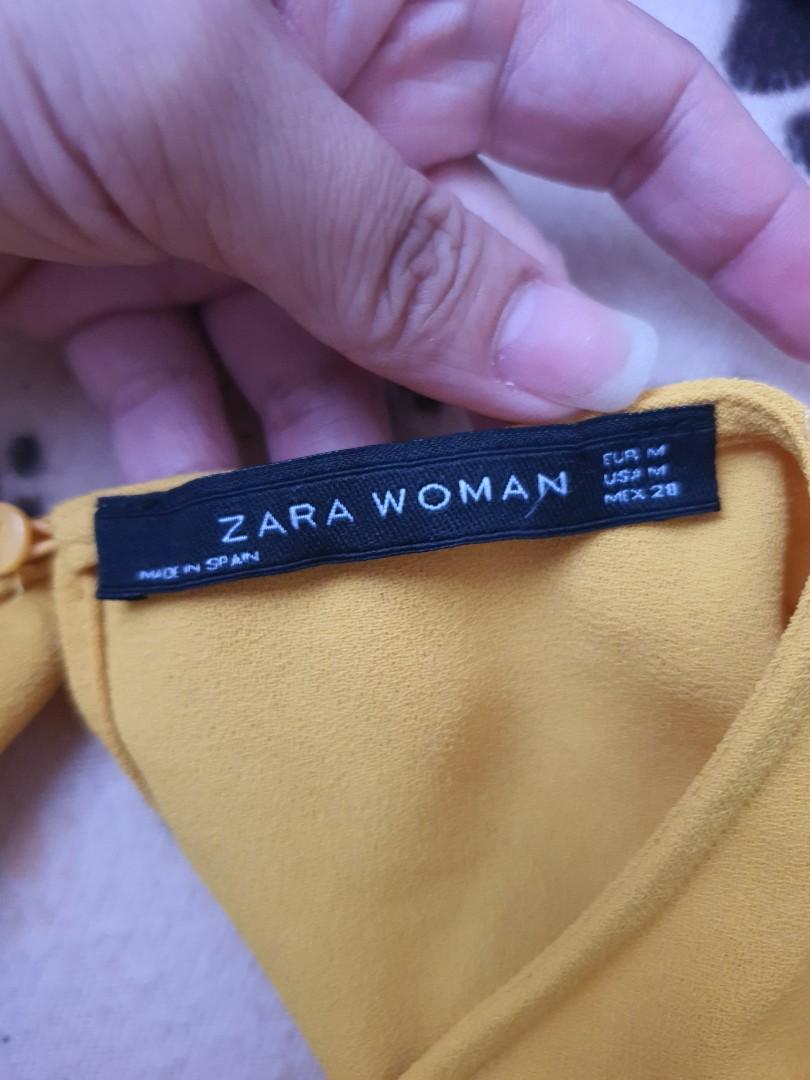 ZARA WOMAN
MADE IN SPAIN
EUR M
USA M
MEX 28